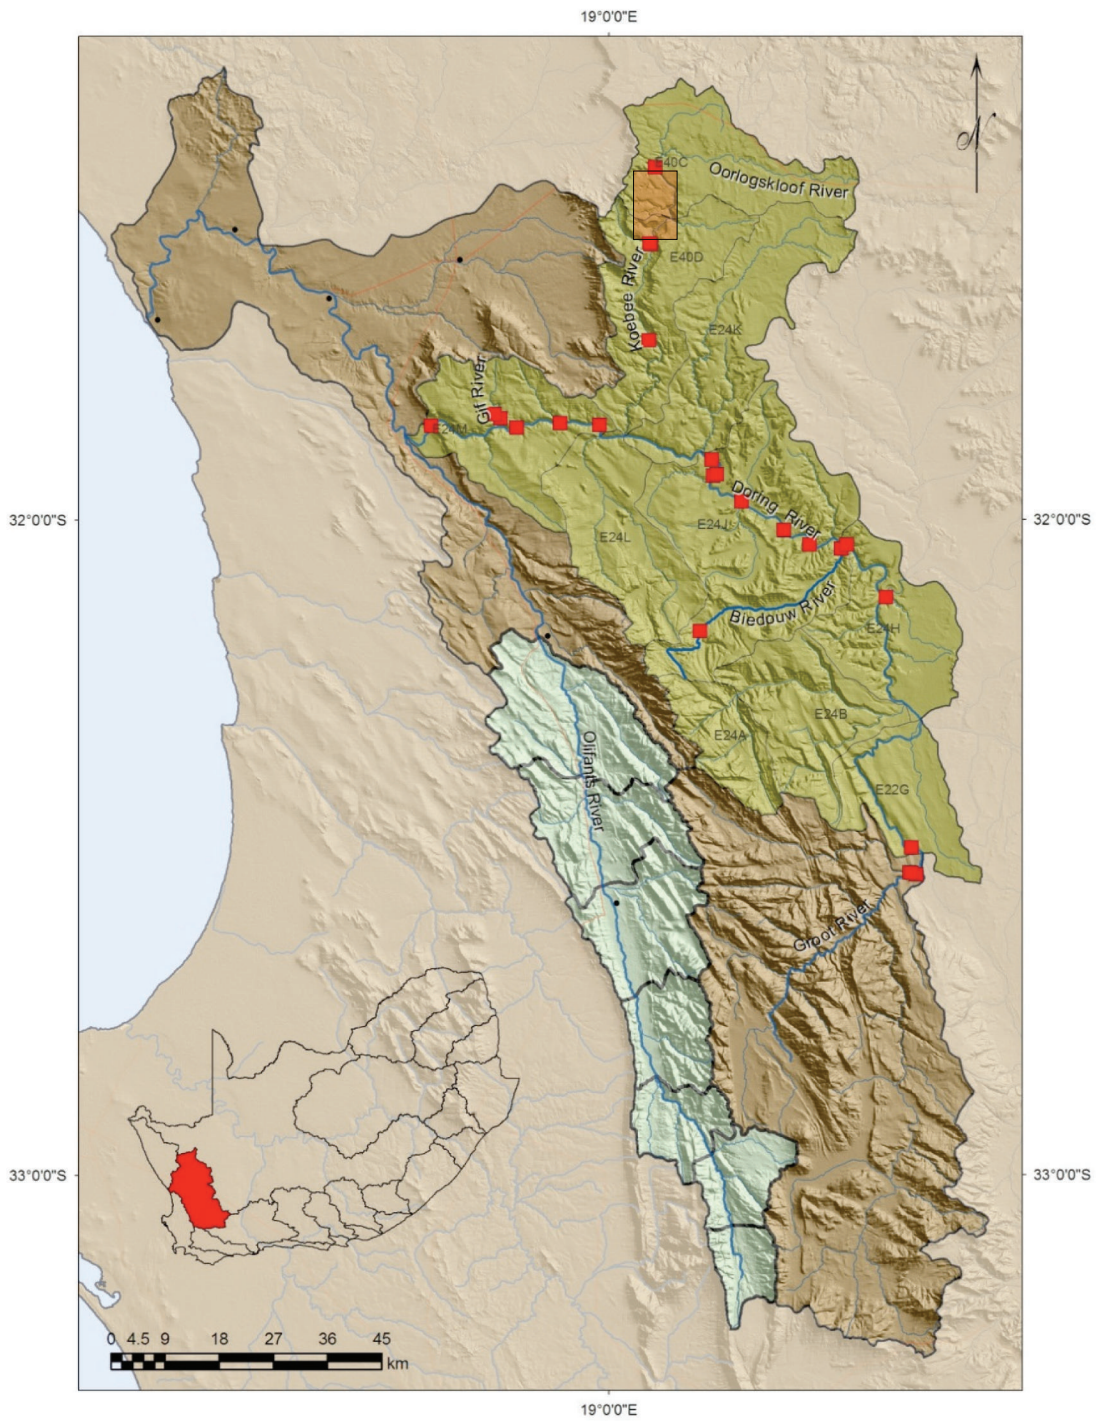 19°0'0"E
N
E40C
Oorlogskloof River
E40D
Koebee River
E24K
Gif River
E24M
Doring River
32°0'0"S
32°0'0"S
E24J
E24L
Biedouw River
E24H
E24B
E24A
Olifants River
E22G
Groot River
33°0'0"S
33°0'0"S
0 4.5 9 18 27 36 45
km
19°0'0"E